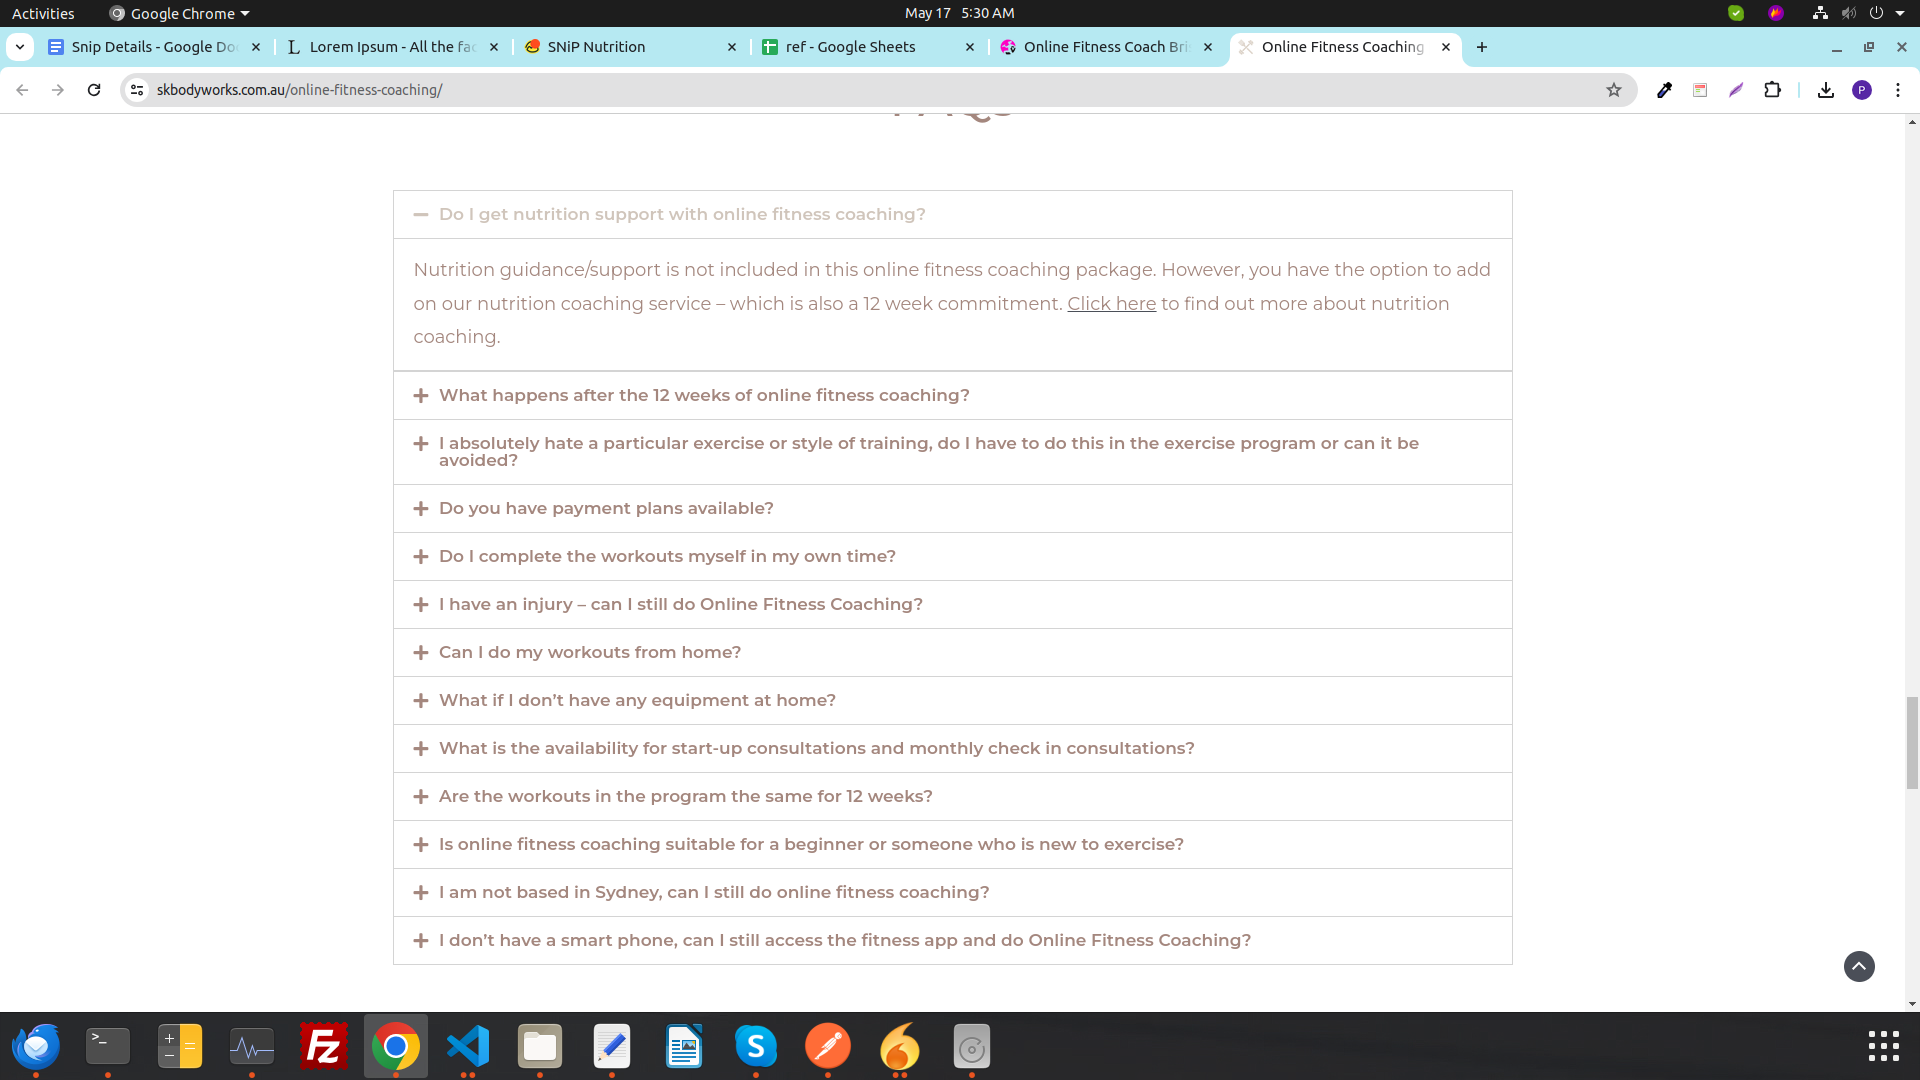 Activities
Google Chrome
May 17 5:30 AM
Snip Details - Google Do
Lorem Ipsum - All the fac
SNiP Nutrition
ref - Google Sheets
Online Fitness Coach Bri
Online Fitness Coaching
skbodyworks.com.au/online-fitness-coaching/
P
FAQs
Do I get nutrition support with online fitness coaching?
Nutrition guidance/support is not included in this online fitness coaching package. However, you have the option to add
on our nutrition coaching service – which is also a 12 week commitment. Click here to find out more about nutrition
coaching.
What happens after the 12 weeks of online fitness coaching?
I absolutely hate a particular exercise or style of training, do I have to do this in the exercise program or can it be
avoided?
Do you have payment plans available?
Do I complete the workouts myself in my own time?
I have an injury – can I still do Online Fitness Coaching?
Can I do my workouts from home?
What if I don’t have any equipment at home?
What is the availability for start-up consultations and monthly check in consultations?
Are the workouts in the program the same for 12 weeks?
Is online fitness coaching suitable for a beginner or someone who is new to exercise?
I am not based in Sydney, can I still do online fitness coaching?
I don’t have a smart phone, can I still access the fitness app and do Online Fitness Coaching?